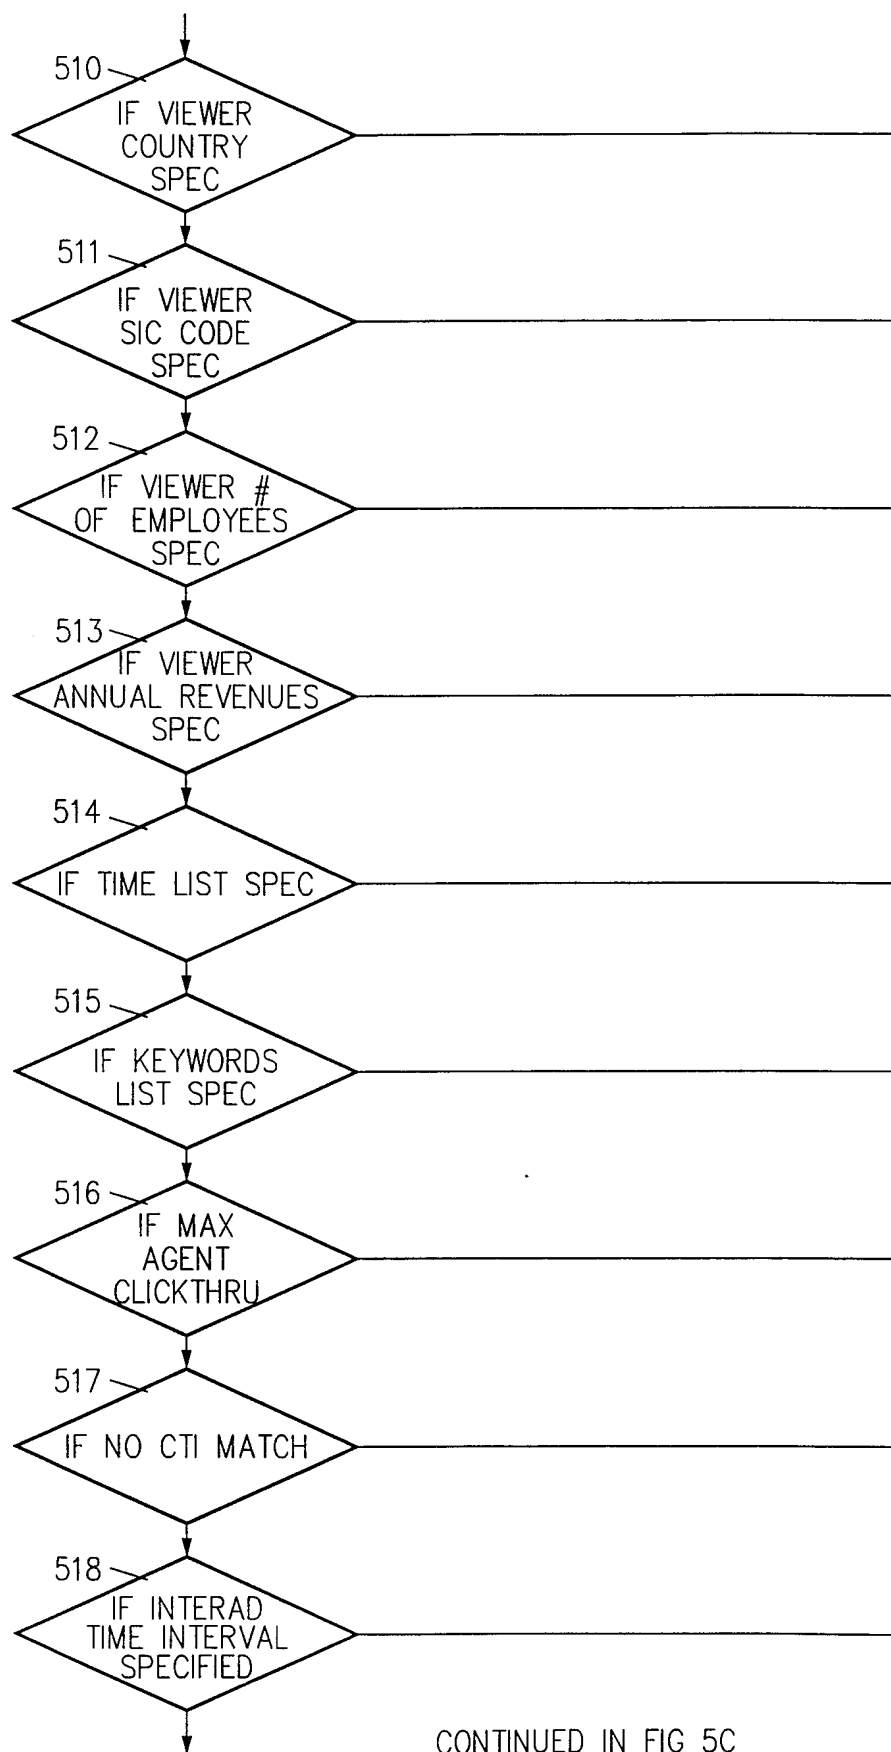 510
IF VIEWER
COUNTRY
SPEC
511
IF VIEWER
SIC CODE
SPEC
512
IF VIEWER #
OF EMPLOYEES
SPEC
513
IF VIEWER
ANNUAL REVENUES
SPEC
514
IF TIME LIST SPEC
515
IF KEYWORDS
LIST SPEC
516
IF MAX
AGENT
CLICKTHRU
517
IF NO CTI MATCH
518
IF INTERAD
TIME INTERVAL
SPECIFIED
CONTINUED IN FIG 5C